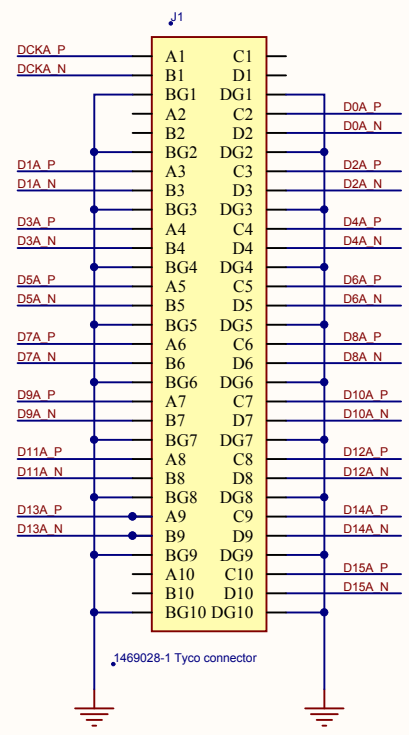 J1
DCKA_P A1 C1
DCKA_N B1 D1
BG1 DG1
A2 C2 D0A_P
B2 D2 D0A_N
BG2 DG2
D1A_P A3 C3 D2A_P
D1A_N B3 D3 D2A_N
BG3 DG3
D3A_P A4 C4 D4A_P
D3A_N B4 D4 D4A_N
BG4 DG4
D5A_P A5 C5 D6A_P
D5A_N B5 D5 D6A_N
BG5 DG5
D7A_P A6 C6 D8A_P
D7A_N B6 D6 D8A_N
BG6 DG6
D9A_P A7 C7 D10A_P
D9A_N B7 D7 D10A_N
BG7 DG7
D11A_P A8 C8 D12A_P
D11A_N B8 D8 D12A_N
BG8 DG8
D13A_P A9 C9 D14A_P
D13A_N B9 D9 D14A_N
BG9 DG9
A10 C10 D15A_P
B10 D10 D15A_N
BG10 DG10
1469028-1 Tyco connector